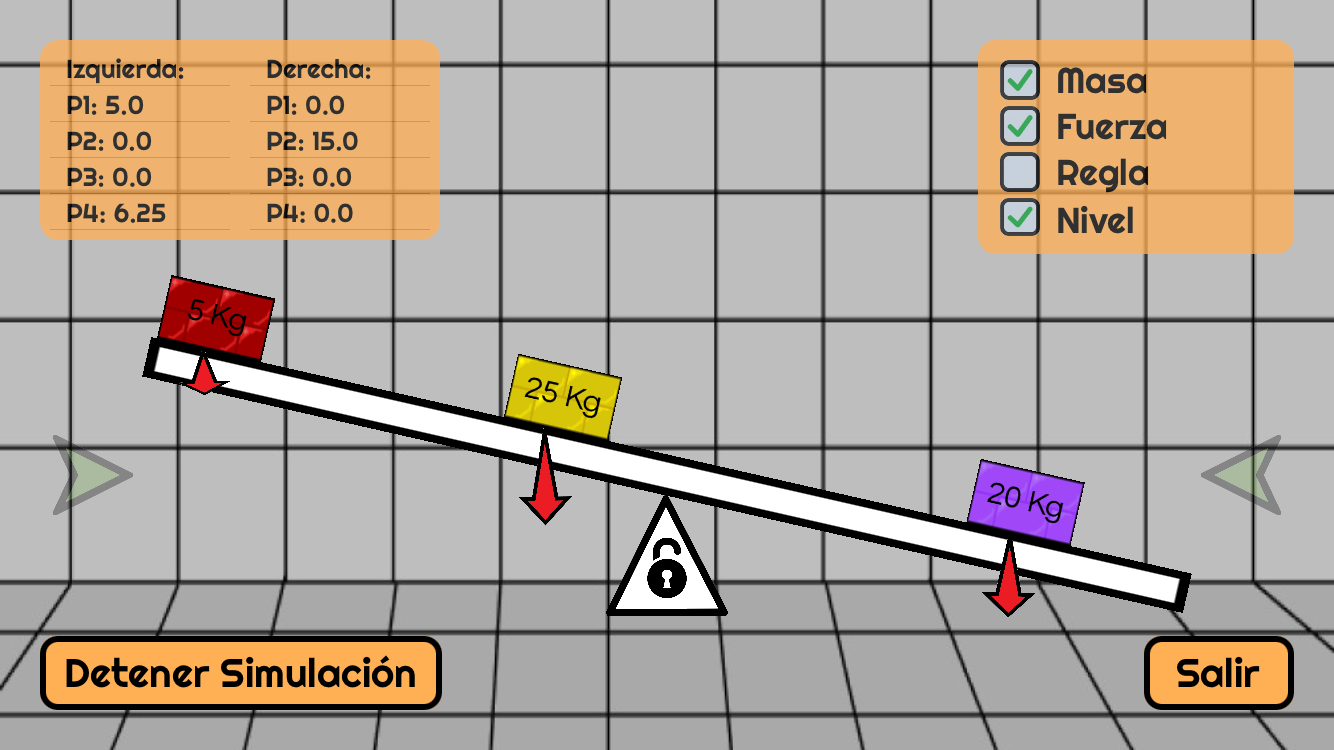 Izquierda:
P1: 5.0
P2: 0.0
P3: 0.0
P4: 6.25
Derecha:
P1: 0.0
P2: 15.0
P3: 0.0
P4: 0.0
Masa
Fuerza
Regla
Nivel
5 Kg
25 Kg
20 Kg
Detener Simulación
Salir